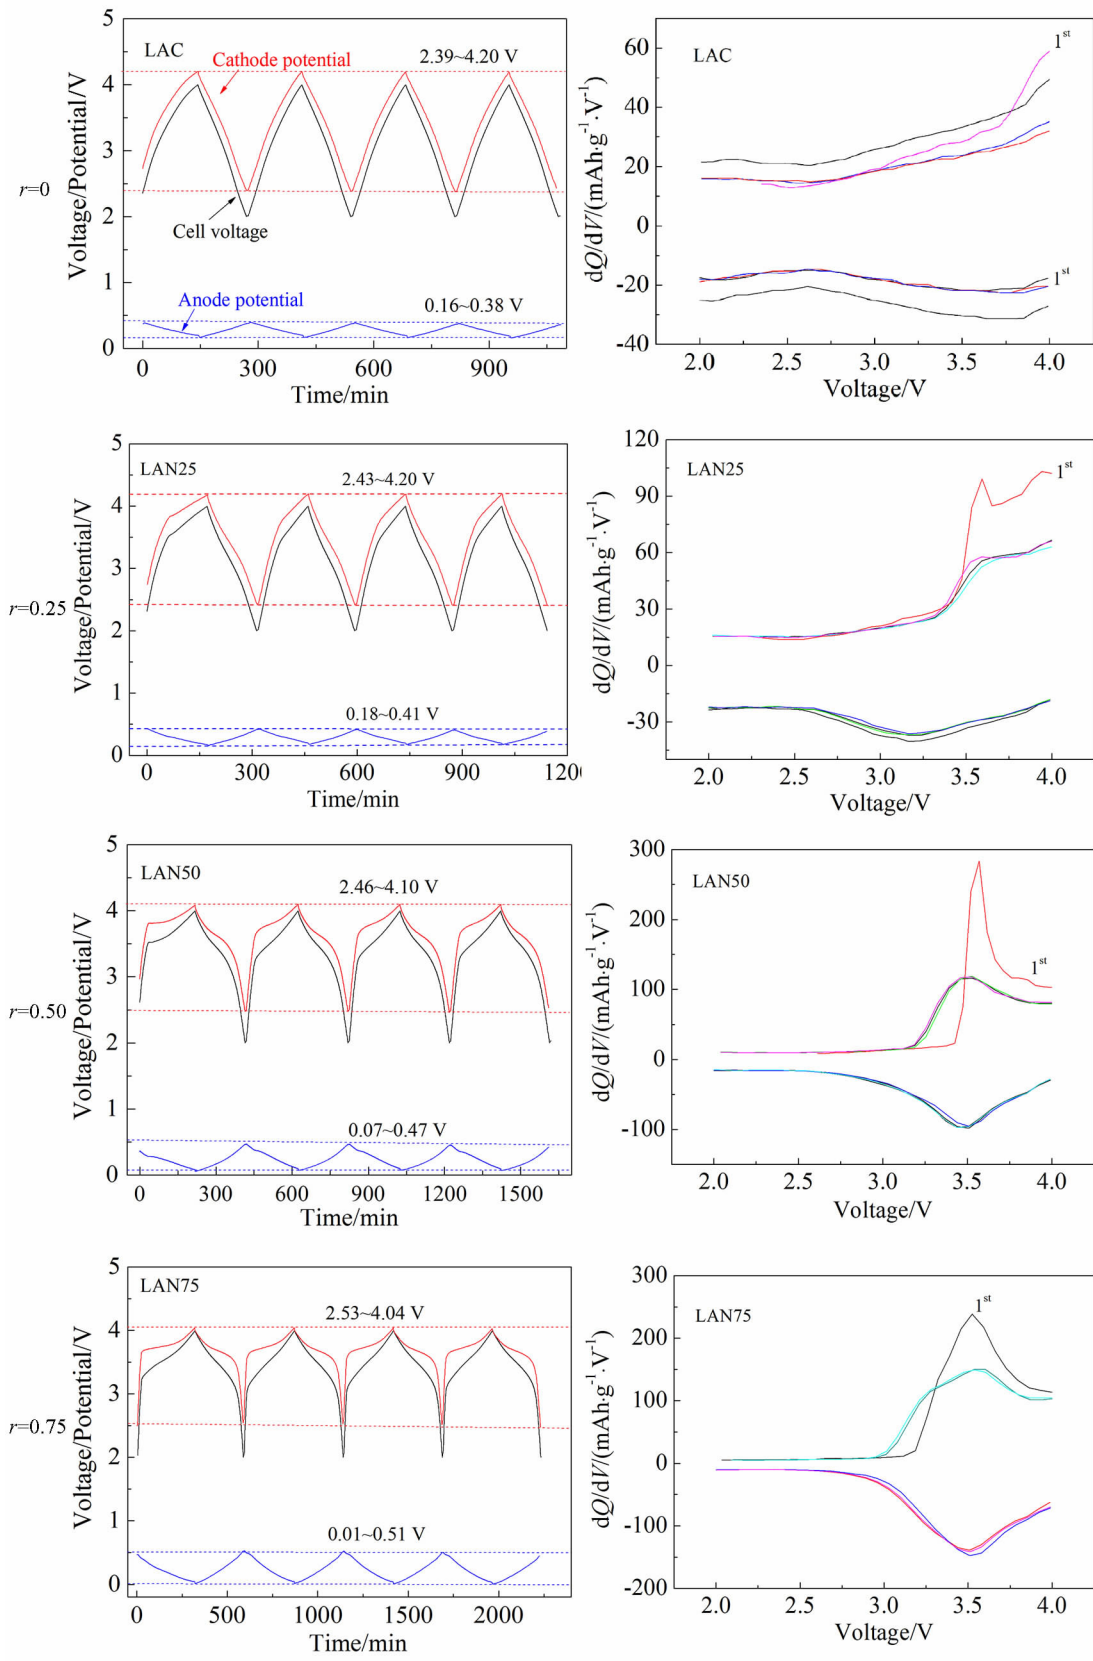 r=0
Voltage/Potential/V
5
4
3
2
1
0
LAC
2.39~4.20 V
Cathode potential
Cell voltage
Anode potential
0.16~0.38 V
0 300 600 900
Time/min
dQ/dV/(mAh·g⁻¹·V⁻¹)
60
40
20
0
-20
-40
LAC
1st
1st
2.0 2.5 3.0 3.5 4.0
Voltage/V
r=0.25
Voltage/Potential/V
5
4
3
2
1
0
LAN25
2.43~4.20 V
0.18~0.41 V
0 300 600 900 120
Time/min
dQ/dV/(mAh·g⁻¹·V⁻¹)
120
90
60
30
0
-30
LAN25
1st
2.0 2.5 3.0 3.5 4.0
Voltage/V
r=0.50
Voltage/Potential/V
5
4
3
2
1
0
LAN50
2.46~4.10 V
0.07~0.47 V
0 300 600 900 1200 1500
Time/min
dQ/dV/(mAh·g⁻¹·V⁻¹)
300
200
100
0
-100
LAN50
1st
2.0 2.5 3.0 3.5 4.0
Voltage/V
r=0.75
Voltage/Potential/V
5
4
3
2
1
0
LAN75
2.53~4.04 V
0.01~0.51 V
0 500 1000 1500 2000
Time/min
dQ/dV/(mAh·g⁻¹·V⁻¹)
300
200
100
0
-100
-200
LAN75
1st
2.0 2.5 3.0 3.5 4.0
Voltage/V